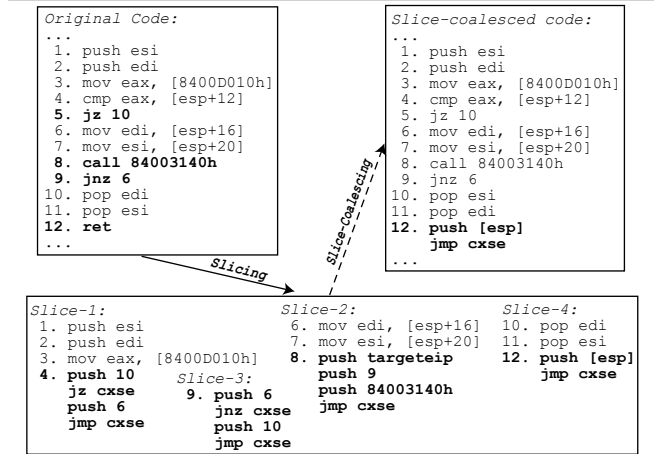 Original Code:
...
1. push esi
2. push edi
3. mov eax, [8400D010h]
4. cmp eax, [esp+12]
5. jz 10
6. mov edi, [esp+16]
7. mov esi, [esp+20]
8. call 84003140h
9. jnz 6
10. pop edi
11. pop esi
12. ret
...
Slice-coalesced code:
...
1. push esi
2. push edi
3. mov eax, [8400D010h]
4. cmp eax, [esp+12]
5. jz 10
6. mov edi, [esp+16]
7. mov esi, [esp+20]
8. call 84003140h
9. jnz 6
10. pop esi
11. pop edi
12. push [esp]
jmp cxse
...
Slicing
Slice-Coalescing
Slice-1:
1. push esi
2. push edi
3. mov eax, [8400D010h]
4. push 10
jz cxse
push 6
jmp cxse
Slice-3:
9. push 6
jnz cxse
push 10
jmp cxse
Slice-2:
6. mov edi, [esp+16]
7. mov esi, [esp+20]
8. push targeteip
push 9
push 84003140h
jmp cxse
Slice-4:
10. pop edi
11. pop esi
12. push [esp]
jmp cxse